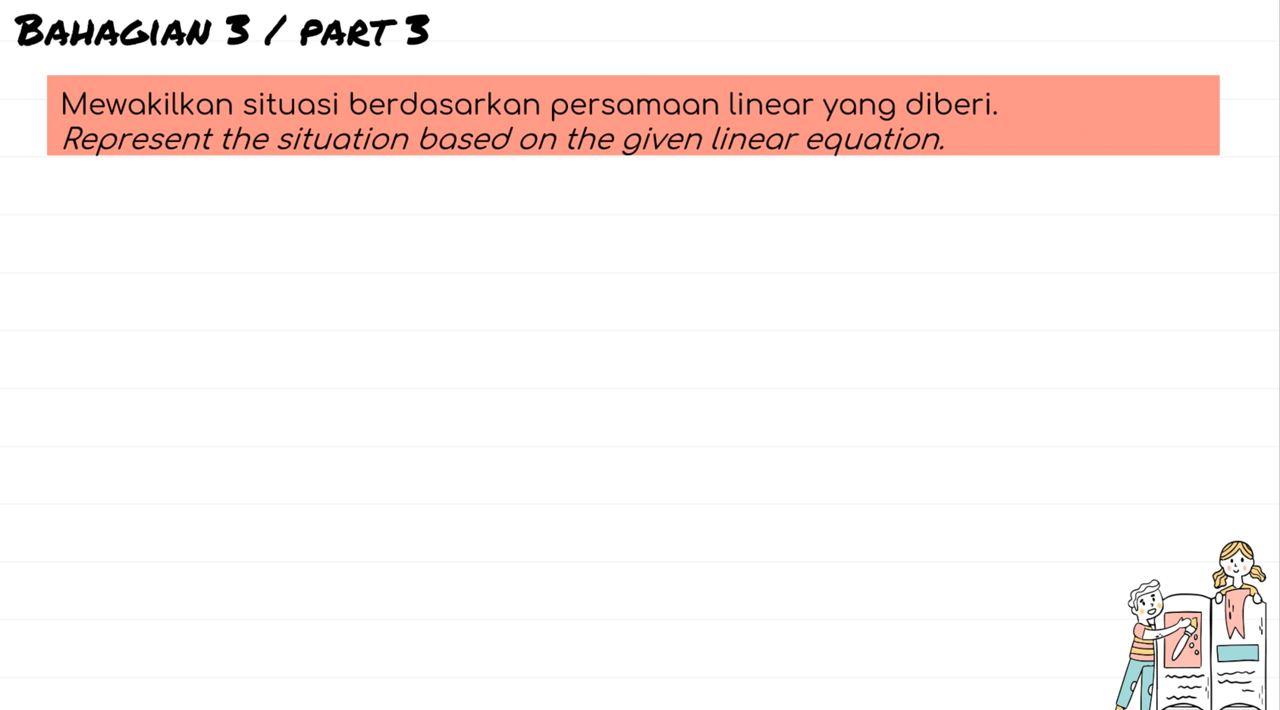 BAHAGIAN 3 / PART 3
Mewakilkan situasi berdasarkan persamaan linear yang diberi.
Represent the situation based on the given linear equation.